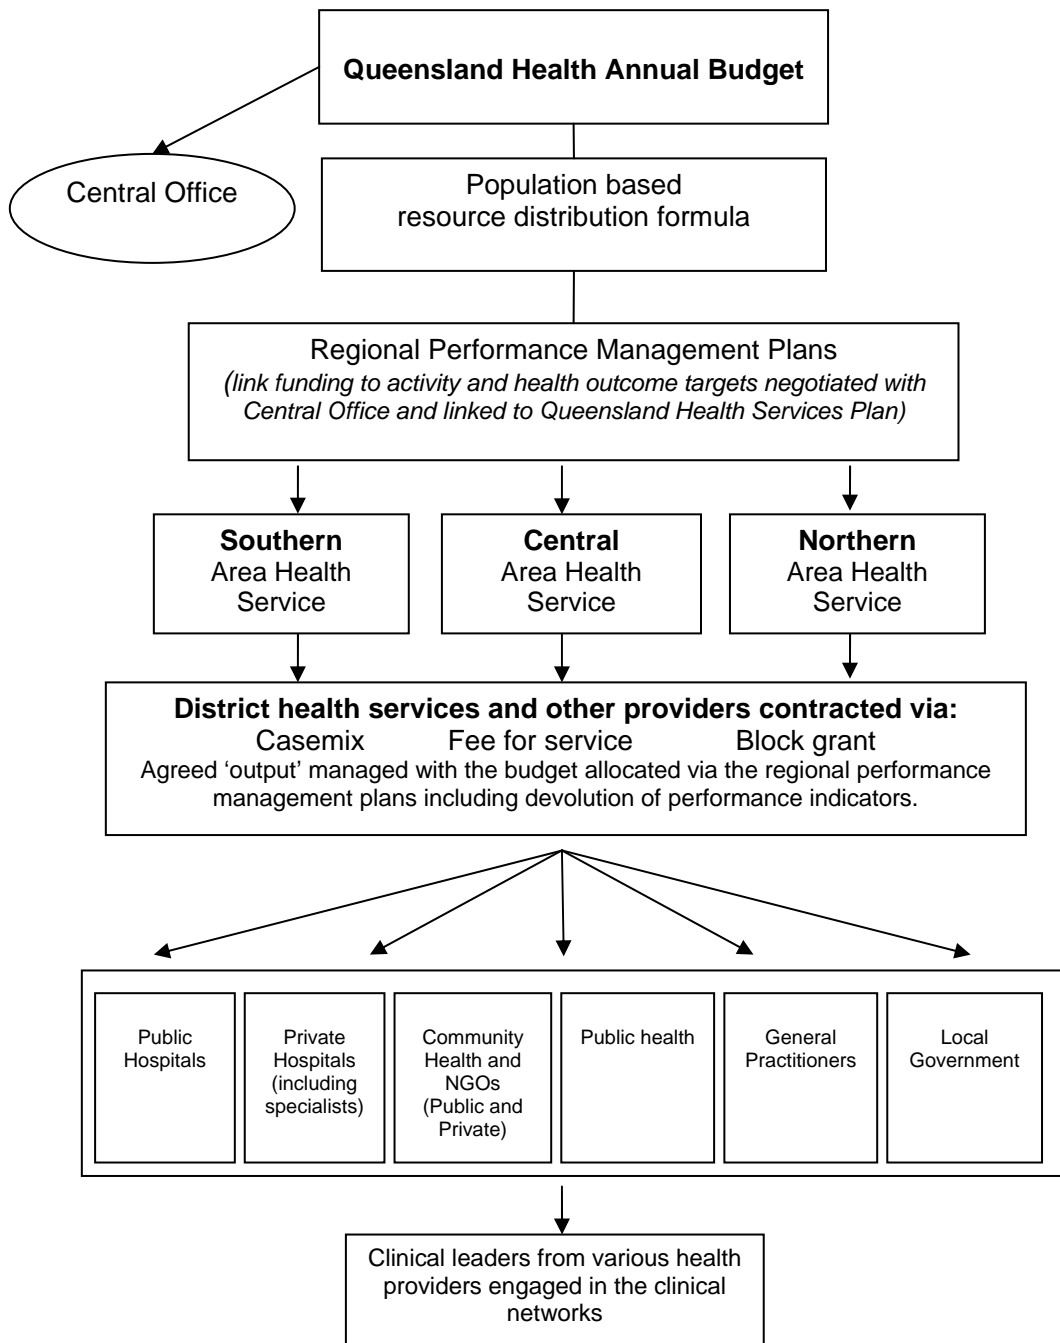 Queensland Health Annual Budget
Central Office
Population based
resource distribution formula
Regional Performance Management Plans
(link funding to activity and health outcome targets negotiated with
Central Office and linked to Queensland Health Services Plan)
Southern
Area Health
Service
Central
Area Health
Service
Northern
Area Health
Service
District health services and other providers contracted via:
Casemix Fee for service Block grant
Agreed ‘output’ managed with the budget allocated via the regional performance
management plans including devolution of performance indicators.
Public
Hospitals
Private
Hospitals
(including
specialists)
Community
Health and
NGOs
(Public and
Private)
Public health
General
Practitioners
Local
Government
Clinical leaders from various health
providers engaged in the clinical
networks